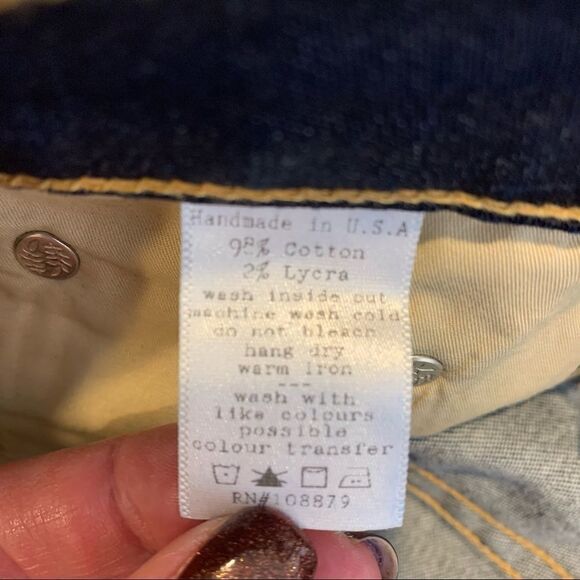 Handmade in U.S.A
98% Cotton
2% Lycra
wash inside out
machine wash cold
do not bleach
hang dry
warm iron
---
wash with
like colours
possible
colour transfer
RN#108879